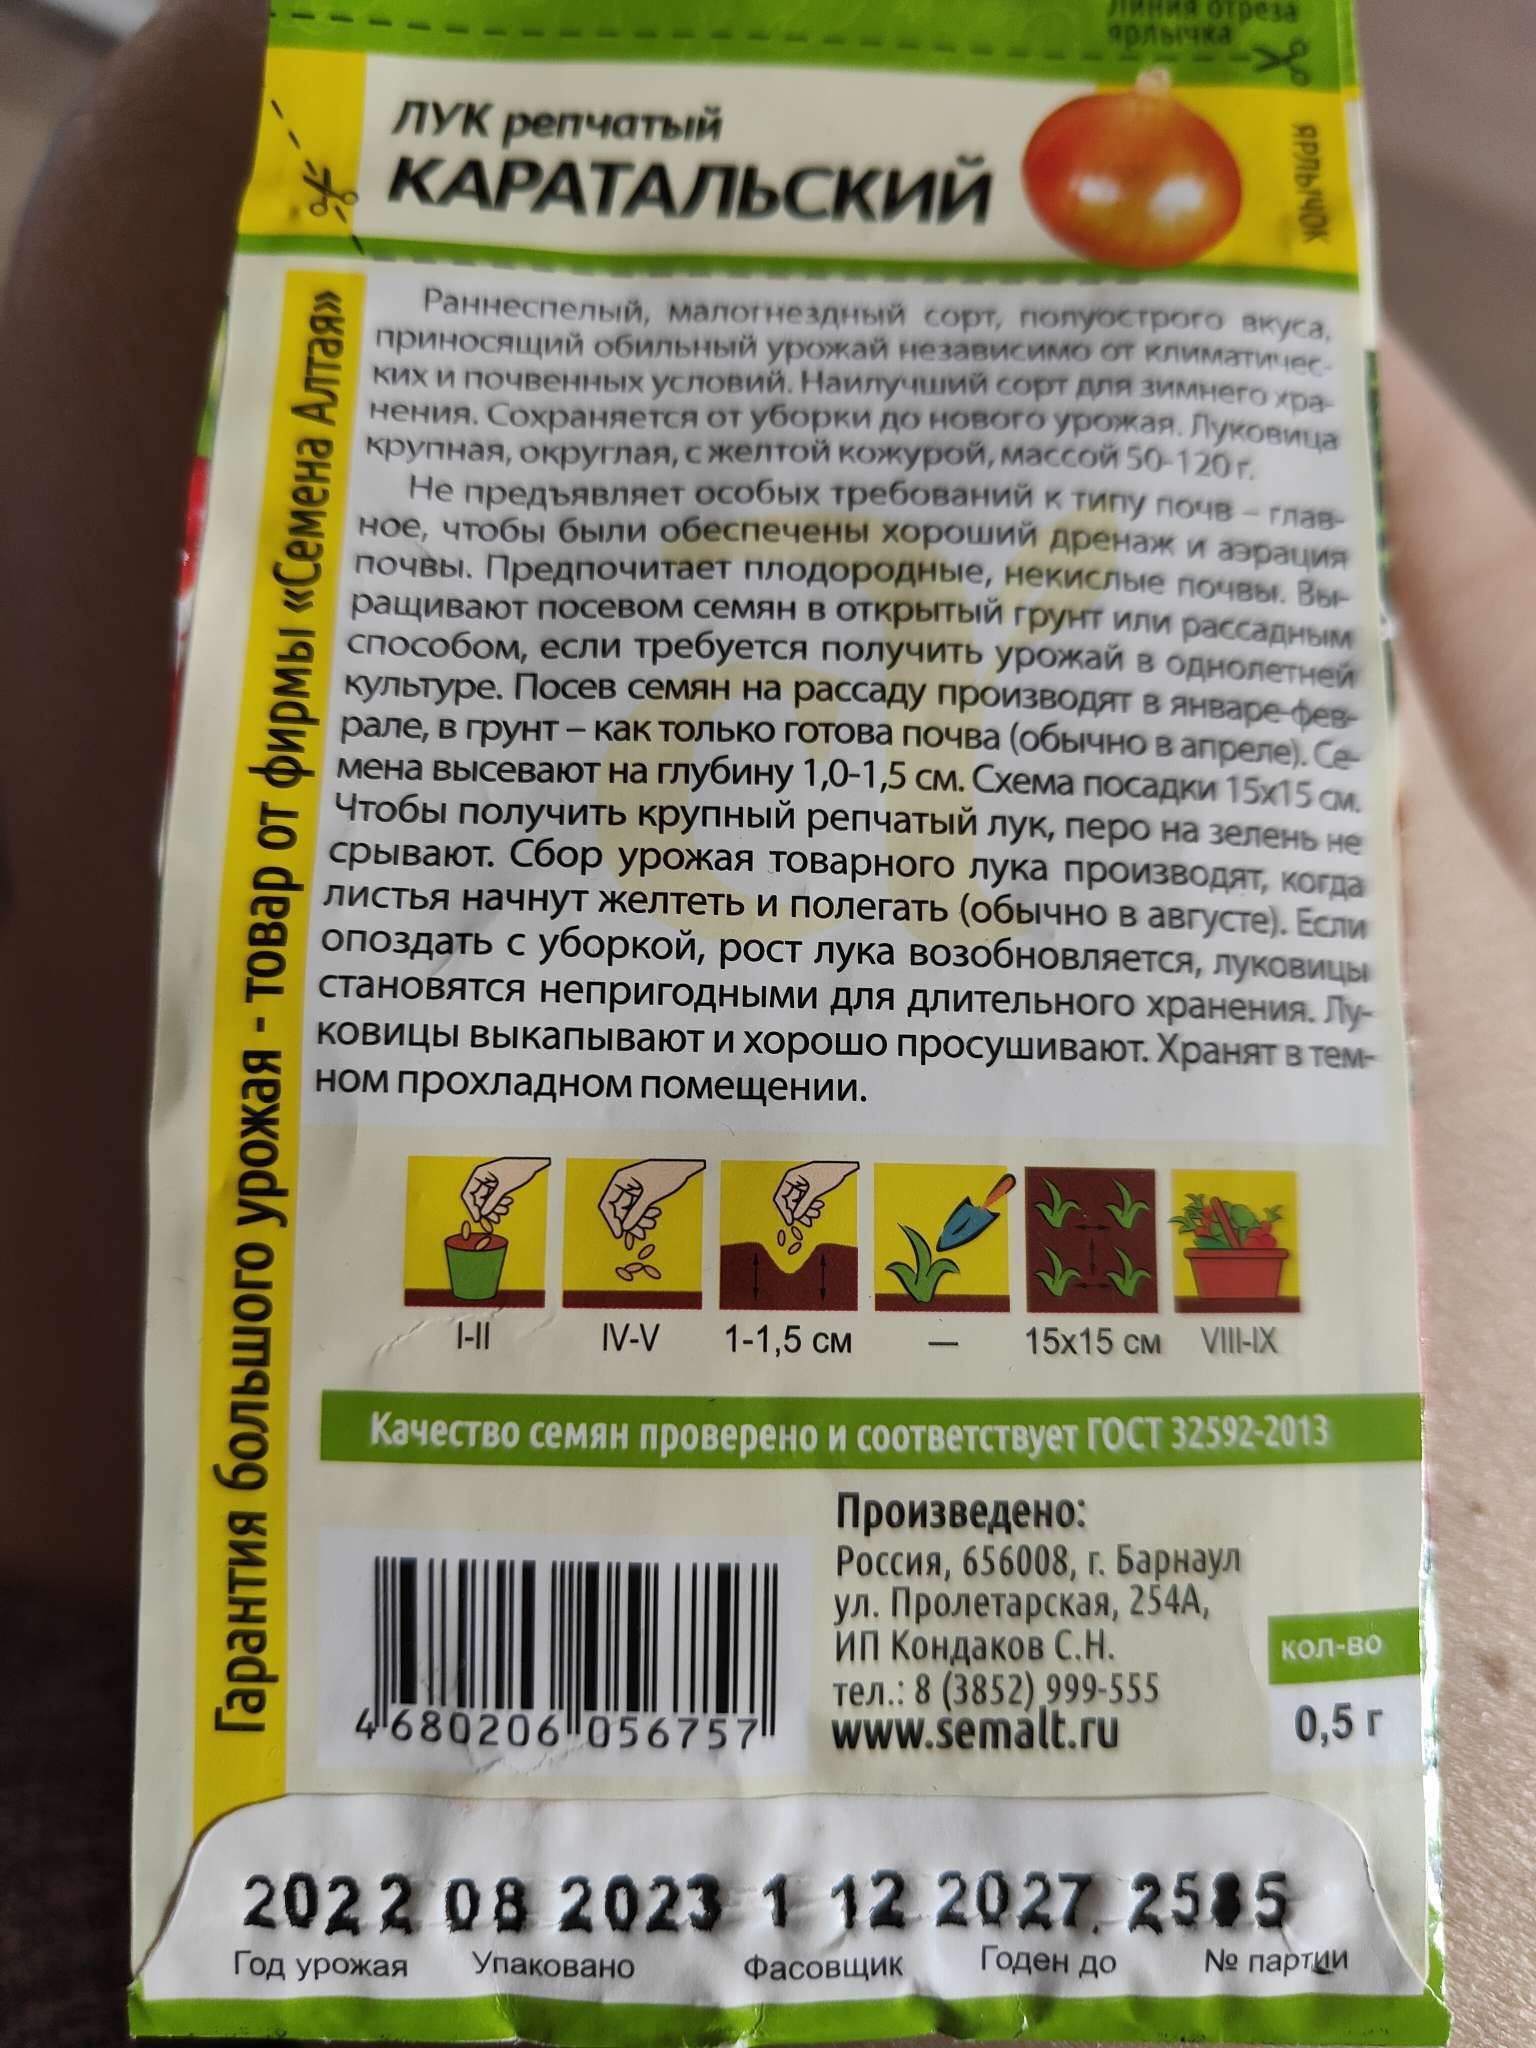 линия отреза
ярлычка
ЛУК репчатый
КАРАТАЛЬСКИЙ
ЯРЛЫЧОК
Раннеспелый, малогнездный сорт, полуострого вкуса,
приносящий обильный урожай независимо от климатичес-
ких и почвенных условий. Наилучший сорт для зимнего хра-
нения. Сохраняется от уборки до нового урожая. Луковица
крупная, округлая, с желтой кожурой, массой 50-120 г.
Не предъявляет особых требований к типу почв – глав-
ное, чтобы были обеспечены хороший дренаж и аэрация
почвы. Предпочитает плодородные, некислые почвы. Вы-
ращивают посевом семян в открытый грунт или рассадным
способом, если требуется получить урожай в однолетней
культуре. Посев семян на рассаду производят в январе-фев-
рале, в грунт – как только готова почва (обычно в апреле). Се-
мена высевают на глубину 1,0-1,5 см. Схема посадки 15х15 см.
Чтобы получить крупный репчатый лук, перо на зелень не
срывают. Сбор урожая товарного лука производят, когда
листья начнут желтеть и полегать (обычно в августе). Если
опоздать с уборкой, рост лука возобновляется, луковицы
становятся непригодными для длительного хранения. Лу-
ковицы выкапывают и хорошо просушивают. Хранят в тем-
ном прохладном помещении.
Гарантия большого урожая - товар от фирмы «Семена Алтая»
I-II IV-V 1-1,5 см — 15х15 см VIII-IX
Качество семян проверено и соответствует ГОСТ 32592-2013
Произведено:
Россия, 656008, г. Барнаул
ул. Пролетарская, 254А,
ИП Кондаков С.Н.
тел.: 8 (3852) 999-555
www.semalt.ru
кол-во
0,5 г
4 680206 056757
2022 08 2023 1 12 2027
Год урожая Упаковано Фасовщик Годен до № партии